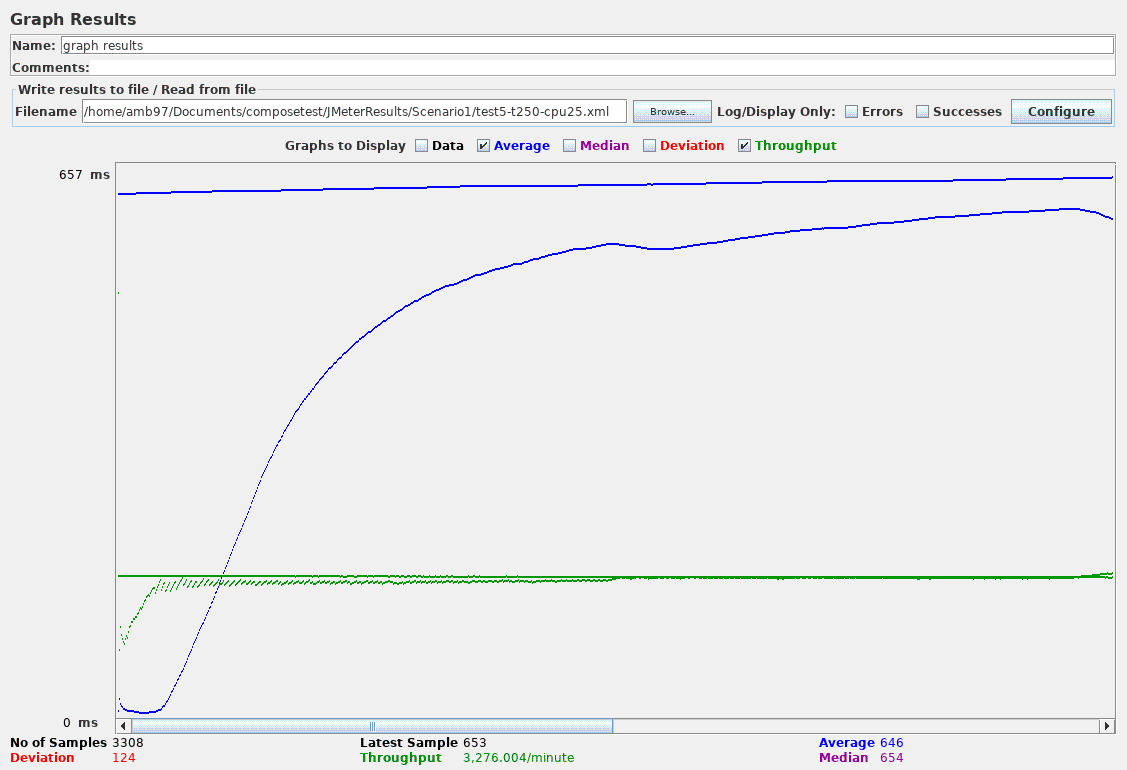 Graph Results
Name: graph results
Comments:
Write results to file / Read from file
Filename /home/amb97/Documents/composetest/JMeterResults/Scenario1/test5-t250-cpu25.xml Browse... Log/Display Only: Errors Successes Configure
Graphs to Display Data Average Median Deviation Throughput
657 ms
0 ms
No of Samples 3308 Latest Sample 653 Average 646
Deviation 124 Throughput 3,276.004/minute Median 654